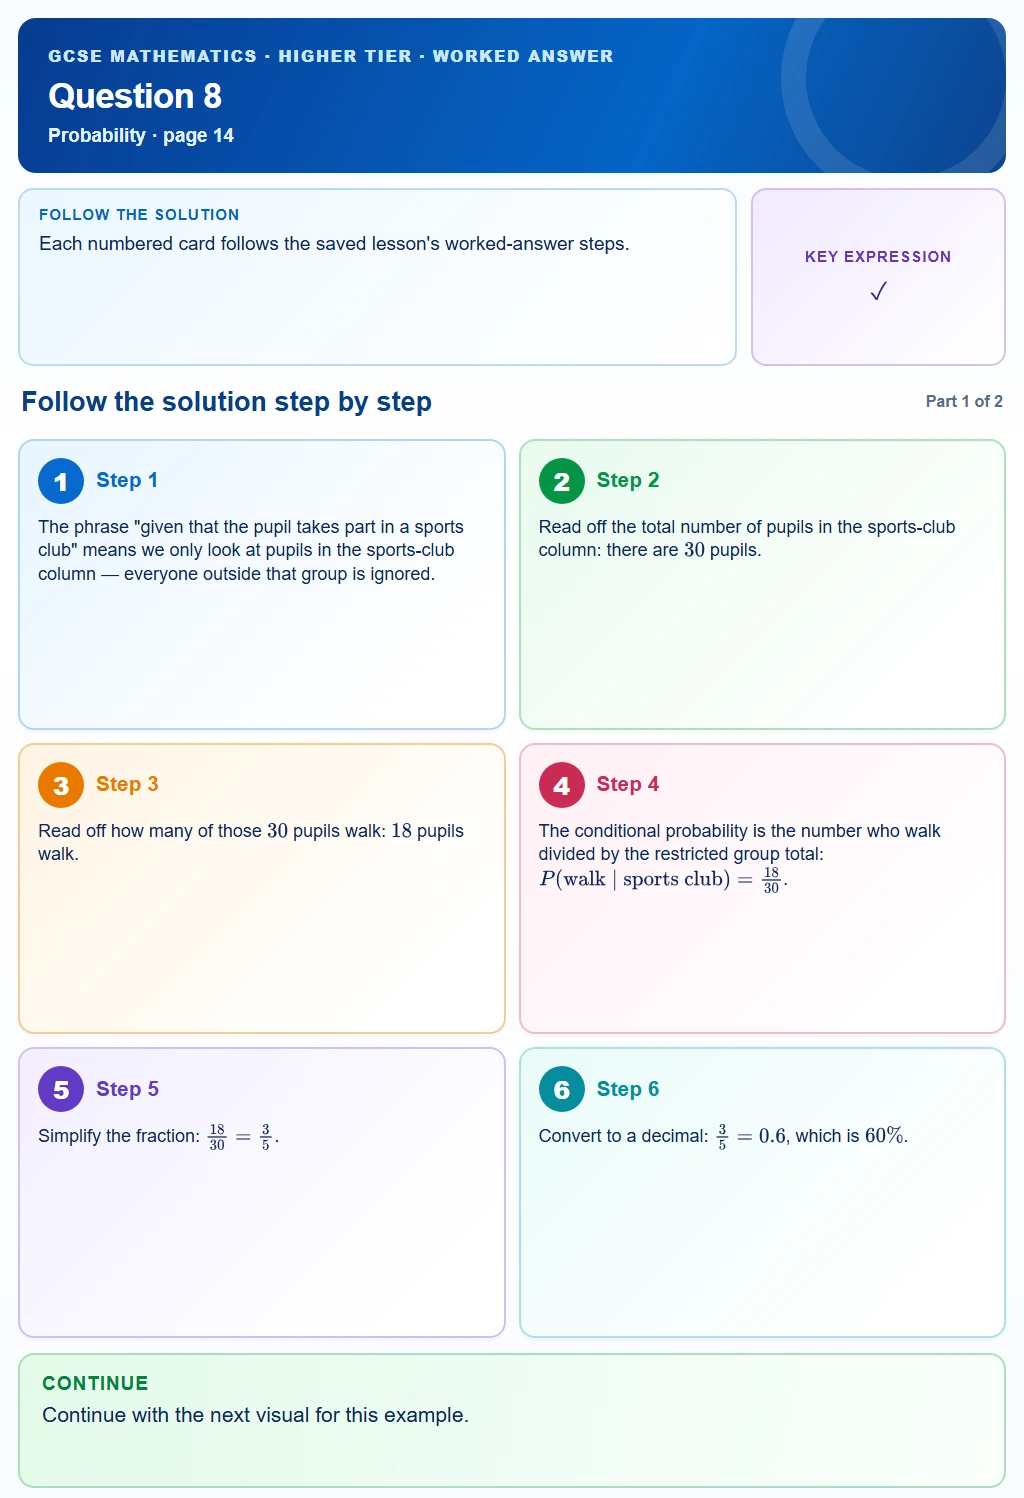 GCSE MATHEMATICS · HIGHER TIER · WORKED ANSWER
Question 8
Probability · page 14
FOLLOW THE SOLUTION
Each numbered card follows the saved lesson's worked-answer steps.
KEY EXPRESSION
✓
Follow the solution step by step
Part 1 of 2
1 Step 1
The phrase "given that the pupil takes part in a sports
club" means we only look at pupils in the sports-club
column — everyone outside that group is ignored.
2 Step 2
Read off the total number of pupils in the sports-club
column: there are 30 pupils.
3 Step 3
Read off how many of those 30 pupils walk: 18 pupils
walk.
4 Step 4
The conditional probability is the number who walk
divided by the restricted group total:
P(walk | sports club) = 18/30.
5 Step 5
Simplify the fraction: 18/30 = 3/5.
6 Step 6
Convert to a decimal: 3/5 = 0.6, which is 60%.
CONTINUE
Continue with the next visual for this example.